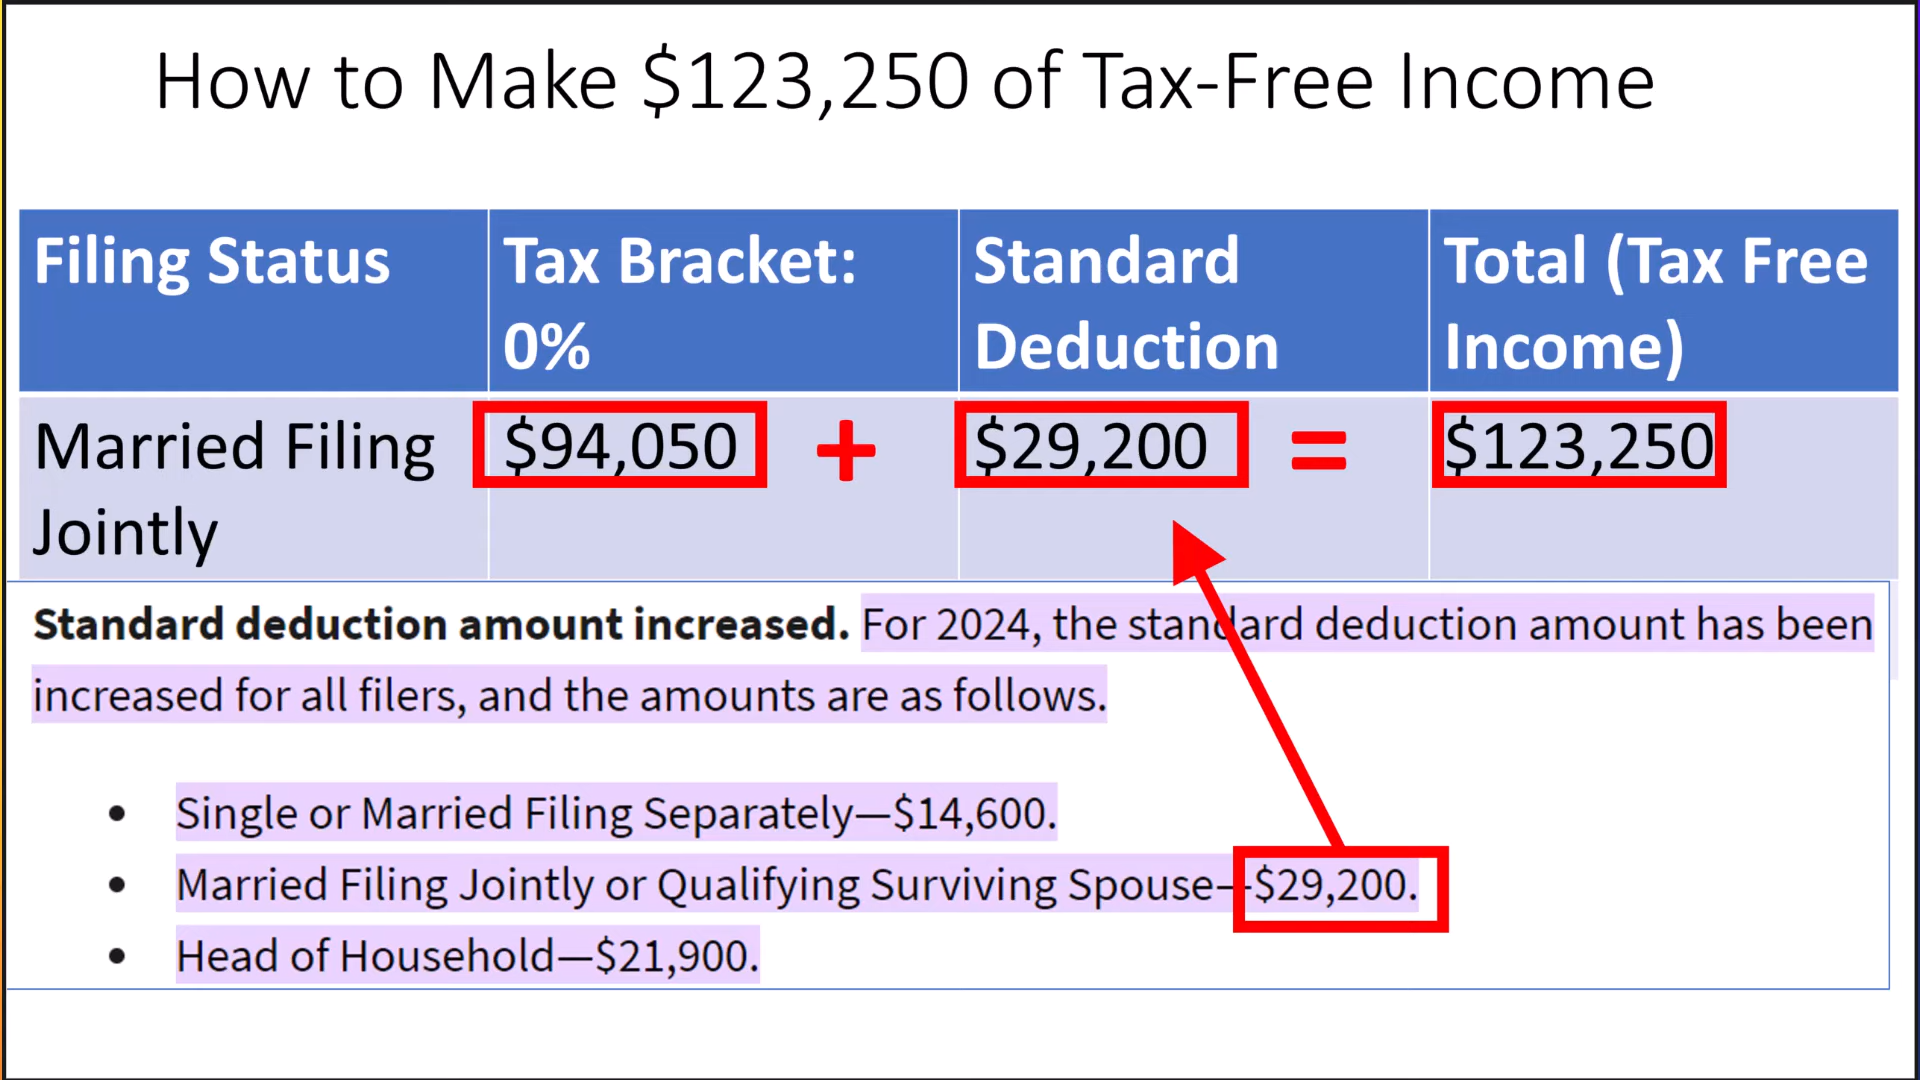 How to Make $123,250 of Tax-Free Income
Filing Status
Tax Bracket:
0%
Standard
Deduction
Total (Tax Free
Income)
Married Filing
Jointly
$94,050
+
$29,200
=
$123,250
Standard deduction amount increased. For 2024, the standard deduction amount has been
increased for all filers, and the amounts are as follows.
• Single or Married Filing Separately—$14,600.
• Married Filing Jointly or Qualifying Surviving Spouse—$29,200.
• Head of Household—$21,900.